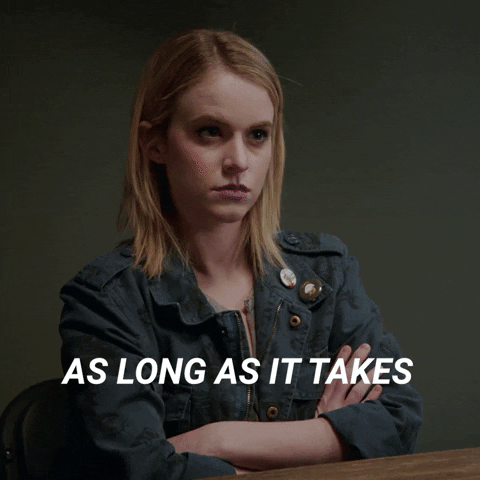 AS LONG AS IT TAKES